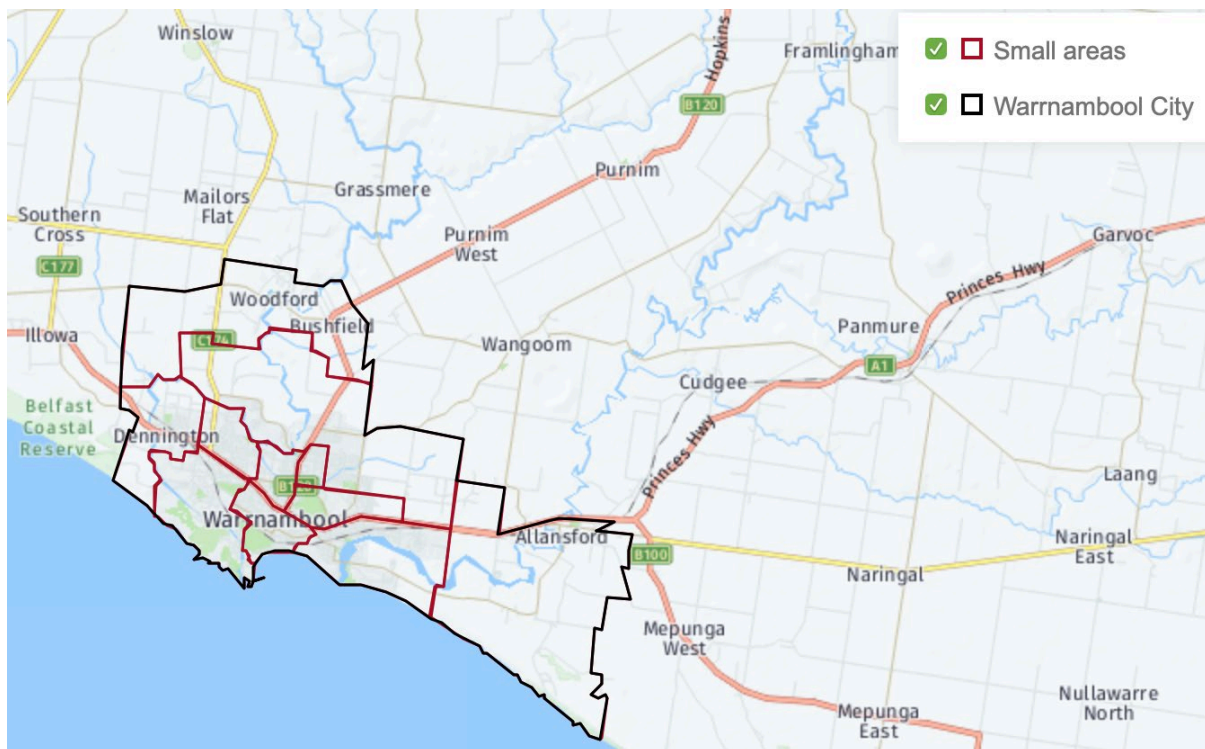 Winslow
Hopkins
Framlingham
Small areas
B120
Warrnambool City
Purnim
Mailors
Flat
Grassmere
Southern
Cross
Purnim
West
Garvoc
C177
Princes Hwy
Woodford
Bushfield
Illowa
C174
Wangoom
Panmure
A1
Cudgee
Belfast
Coastal
Reserve
Dennington
Princes Hwy
Laang
Warrnambool
Allansford
Naringal
East
B100
Naringal
Mepunga
West
Nullawarre
North
Mepunga
East